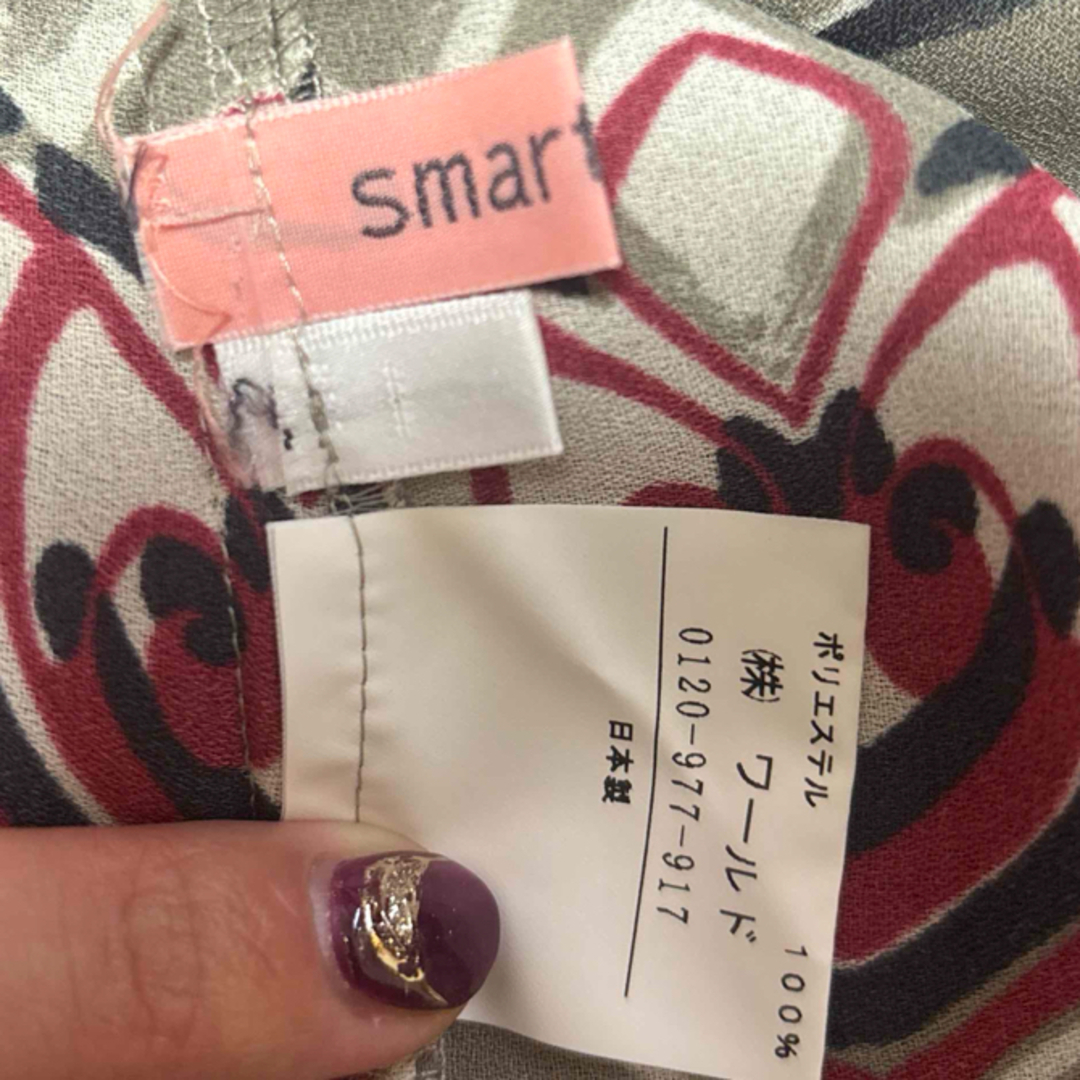 smart
ポリエステル 100%
㈱ ワールド
0120-977-917
日本製